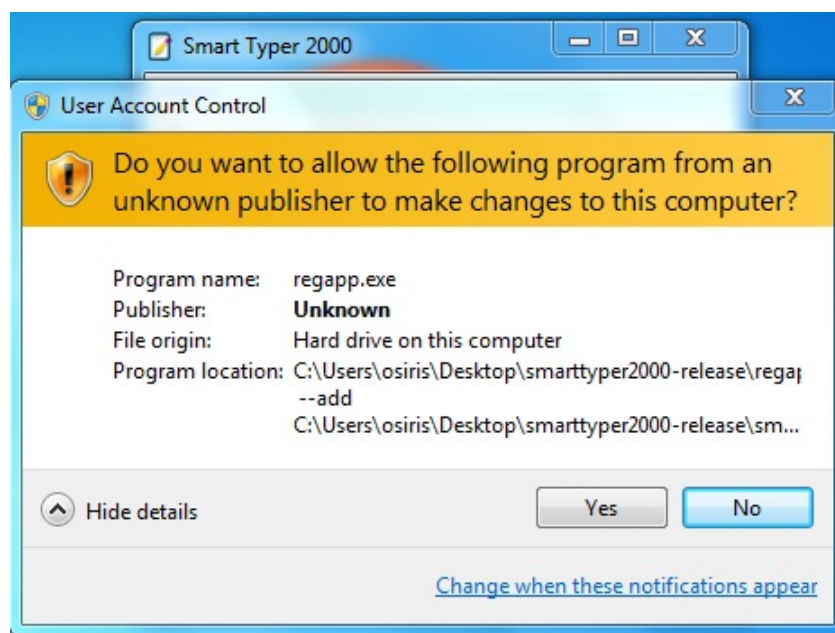 Smart Typer 2000
User Account Control
Do you want to allow the following program from an
unknown publisher to make changes to this computer?
Program name: regapp.exe
Publisher: Unknown
File origin: Hard drive on this computer
Program location: C:\Users\osiris\Desktop\smarttyper2000-release\regap
--add
C:\Users\osiris\Desktop\smarttyper2000-release\sm...
Hide details
Yes
No
Change when these notifications appear